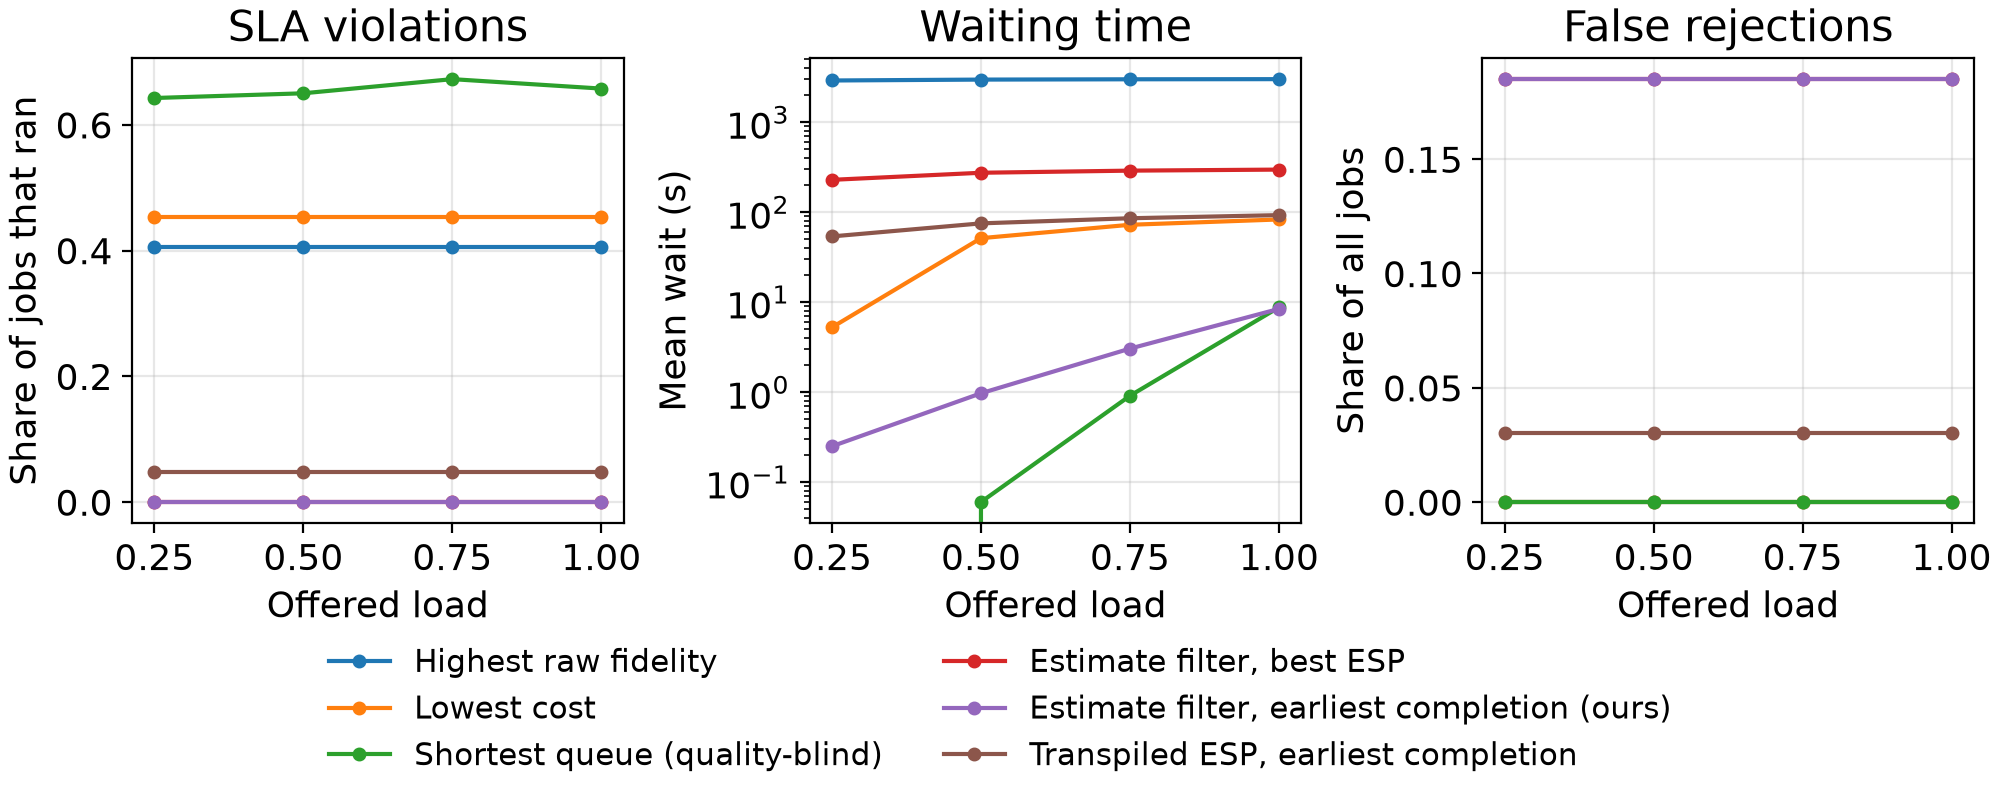 SLA violations
Waiting time
False rejections
Share of jobs that ran
0.6
0.4
0.2
0.0
0.25 0.50 0.75 1.00
Offered load
Mean wait (s)
10³
10²
10¹
10⁰
10⁻¹
0.25 0.50 0.75 1.00
Offered load
Share of all jobs
0.15
0.10
0.05
0.00
0.25 0.50 0.75 1.00
Offered load
Highest raw fidelity
Lowest cost
Shortest queue (quality-blind)
Estimate filter, best ESP
Estimate filter, earliest completion (ours)
Transpiled ESP, earliest completion